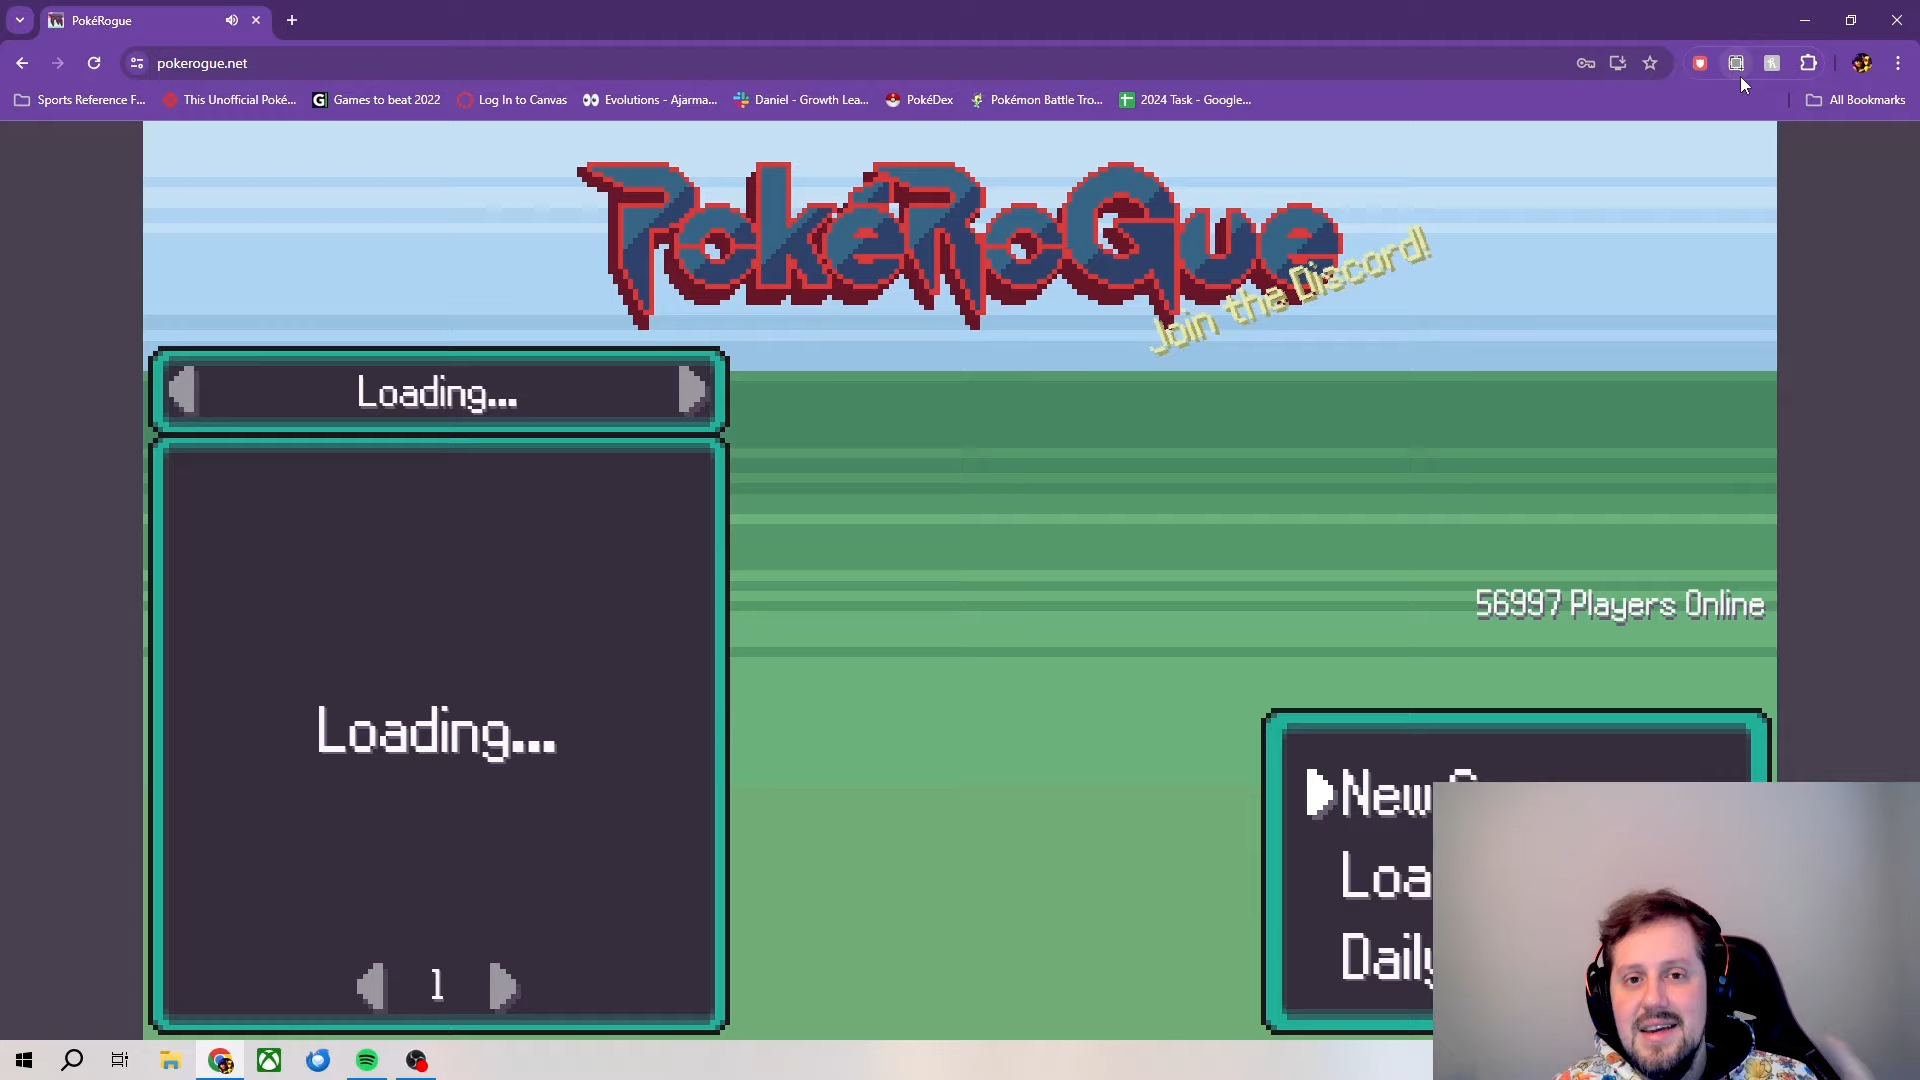 PokéRogue
pokerogue.net
Sports Reference F...
This Unofficial Poké...
Games to beat 2022
Log In to Canvas
Evolutions - Ajarma...
Daniel - Growth Lea...
PokéDex
Pokémon Battle Tro...
2024 Task - Google...
All Bookmarks
PokéRoGue
Join the Discord!
Loading...
Loading...
1
56997 Players Online
New
Loa
Daily